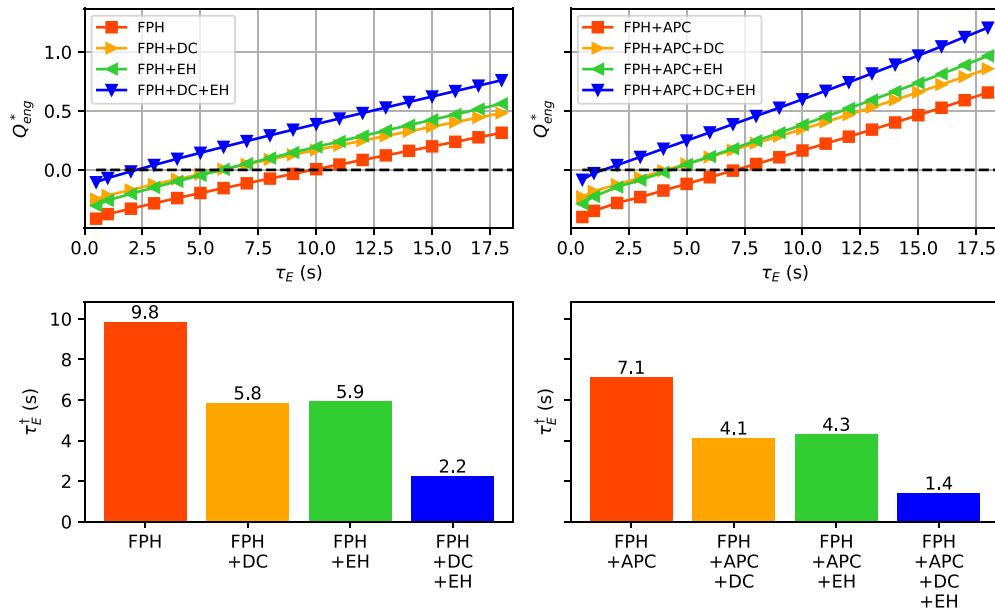 FPH
FPH+DC
FPH+EH
FPH+DC+EH
1.0
0.5
0.0
Q*eng
0.0 2.5 5.0 7.5 10.0 12.5 15.0 17.5
τE (s)
FPH+APC
FPH+APC+DC
FPH+APC+EH
FPH+APC+DC+EH
Q*eng
0.0 2.5 5.0 7.5 10.0 12.5 15.0 17.5
τE (s)
10
8
6
4
2
0
τE† (s)
9.8
5.8
5.9
2.2
FPH
FPH
+DC
FPH
+EH
FPH
+DC
+EH
τE† (s)
7.1
4.1
4.3
1.4
FPH
+APC
FPH
+APC
+DC
FPH
+APC
+EH
FPH
+APC
+DC
+EH